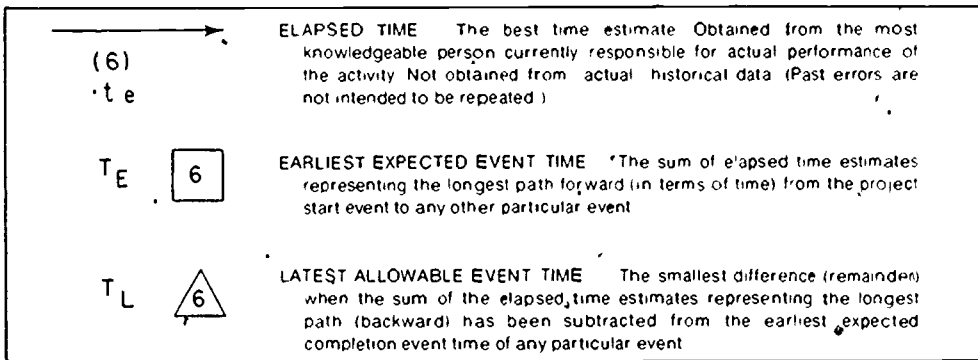 ELAPSED TIME The best time estimate Obtained from the most
knowledgeable person currently responsible for actual performance of
the activity Not obtained from actual historical data (Past errors are
not intended to be repeated )
(6)
te
TE 6
EARLIEST EXPECTED EVENT TIME The sum of elapsed time estimates
representing the longest path forward (in terms of time) from the project
start event to any other particular event
TL 6
LATEST ALLOWABLE EVENT TIME The smallest difference (remainder)
when the sum of the elapsed time estimates representing the longest
path (backward) has been subtracted from the earliest expected
completion event time of any particular event